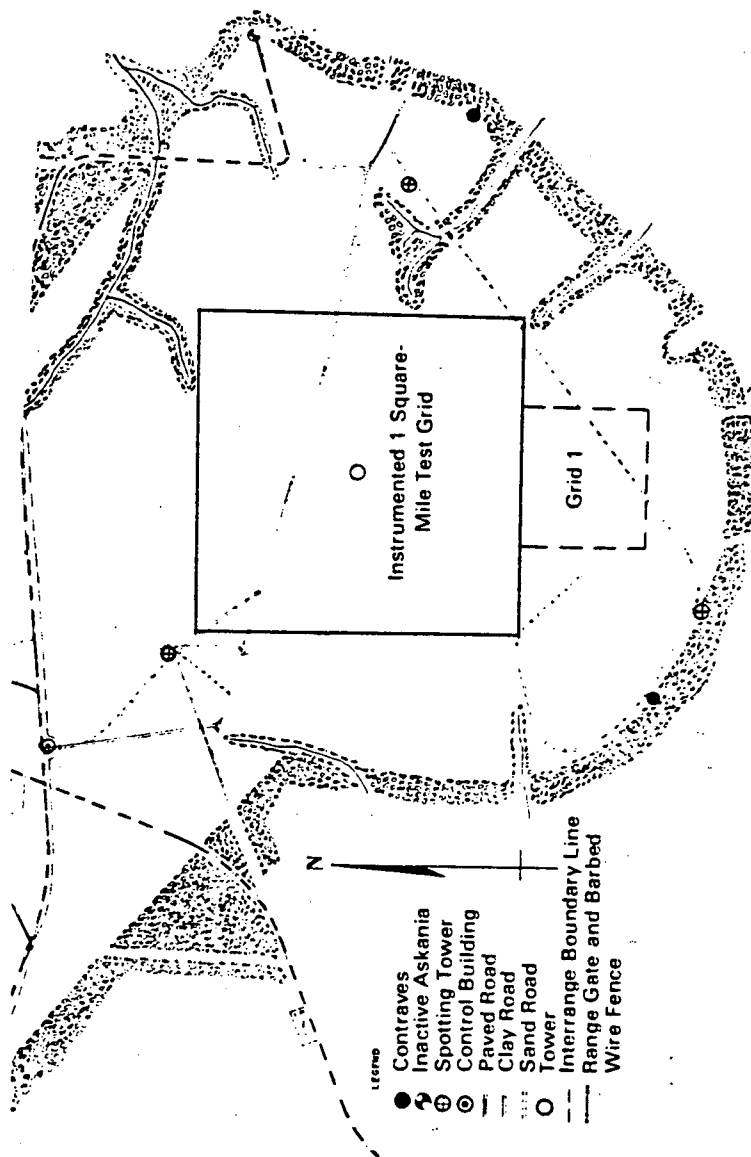 Instrumented 1 Square-
Mile Test Grid
Grid 1
N
LEGEND
Contraves
Inactive Askania
Spotting Tower
Control Building
Paved Road
Clay Road
Sand Road
Tower
Interrange Boundary Line
Range Gate and Barbed
Wire Fence